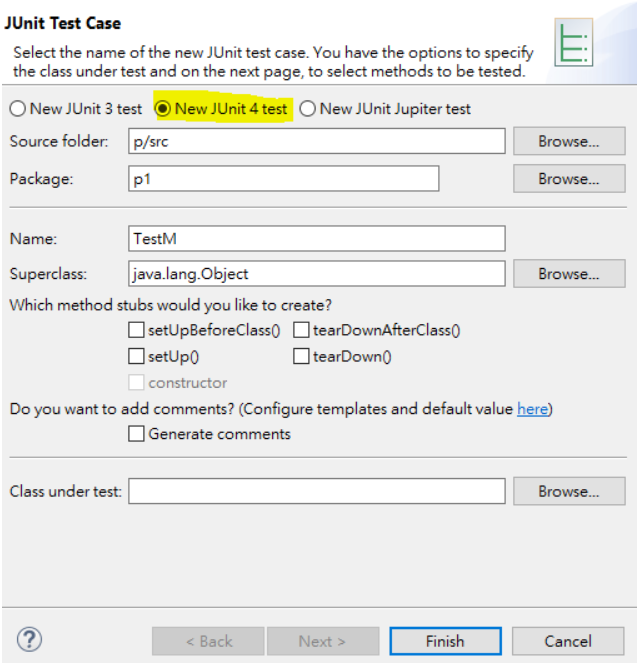 JUnit Test Case
Select the name of the new JUnit test case. You have the options to specify
the class under test and on the next page, to select methods to be tested.
New JUnit 3 test New JUnit 4 test New JUnit Jupiter test
Source folder: p/src Browse...
Package: p1 Browse...
Name: TestM
Superclass: java.lang.Object Browse...
Which method stubs would you like to create?
setUpBeforeClass() tearDownAfterClass()
setUp() tearDown()
constructor
Do you want to add comments? (Configure templates and default value here)
Generate comments
Class under test: Browse...
? < Back Next > Finish Cancel